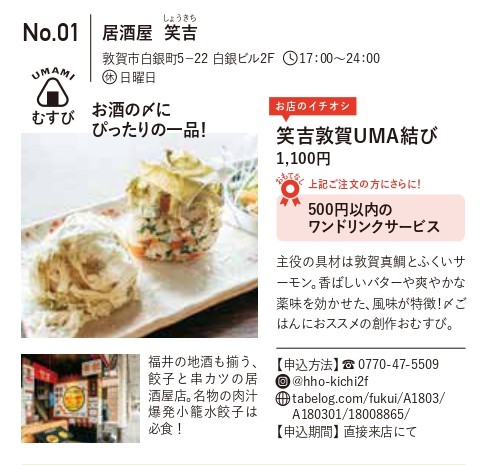 No.01
しょうきち
居酒屋 笑吉
敦賀市白銀町5-22 白銀ビル2F 17:00〜24:00
休 日曜日
UMAMI
むすび
お酒の〆に
ぴったりの一品!
お店のイチオシ
笑吉敦賀UMA結び
1,100円
おもてなし
上記ご注文の方にさらに!
500円以内の
ワンドリンクサービス
主役の具材は敦賀真鯛とふくいサ
ーモン。香ばしいバターや爽やかな
薬味を効かせた、風味が特徴!〆ご
はんにおススメの創作おむすび。
福井の地酒も揃う、
餃子と串カツの居
酒屋店。名物の肉汁
爆発小籠水餃子は
必食!
【申込方法】☎0770-47-5509
@hho-kichi2f
tabelog.com/fukui/A1803/
A180301/18008865/
【申込期間】直接来店にて